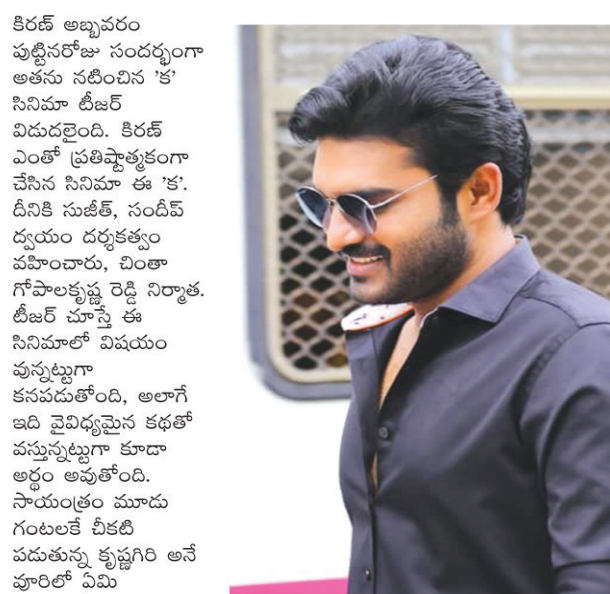 కిరణ్ అబ్బవరం
పుట్టినరోజు సందర్భంగా
అతను నటించిన 'క'
సినిమా టీజర్
విడుదలైంది. కిరణ్
ఎంతో ప్రతిష్టాత్మకంగా
చేసిన సినిమా ఈ 'క'.
దీనికి సుజీత్, సందీప్
ద్వయం దర్శకత్వం
వహించారు, చింతా
గోపాలకృష్ణ రెడ్డి నిర్మాత.
టీజర్ చూస్తే ఈ
సినిమాలో విషయం
వున్నట్టుగా
కనపడుతోంది, అలాగే
ఇది వైవిధ్యమైన కథతో
వస్తున్నట్టుగా కూడా
అర్థం అవుతోంది.
సాయంత్రం మూడు
గంటలకే చీకటి
పడుతున్న కృష్ణగిరి అనే
వూరిలో ఏమి